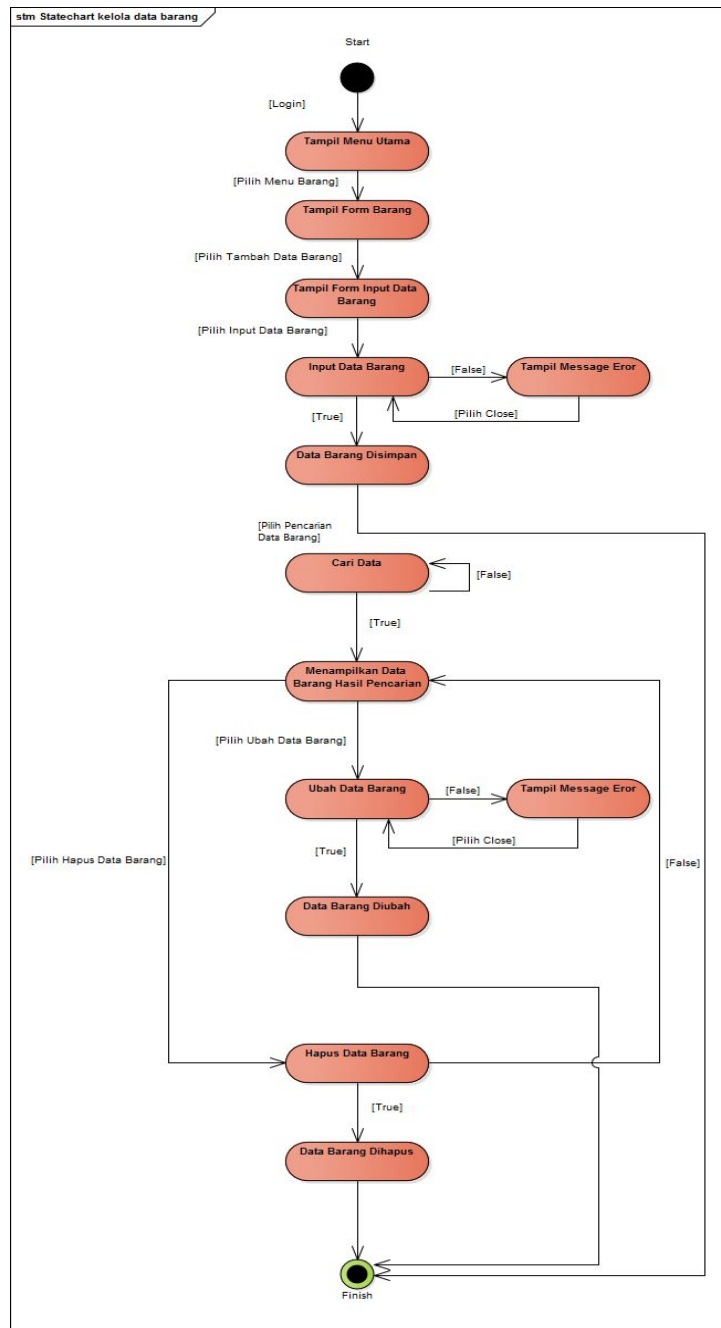 stm Statechart kelola data barang
Start
[Login]
Tampil Menu Utama
[Pilih Menu Barang]
Tampil Form Barang
[Pilih Tambah Data Barang]
Tampil Form Input Data
Barang
[Pilih Input Data Barang]
Input Data Barang
[False]
Tampil Message Eror
[True]
[Pilih Close]
Data Barang Disimpan
[Pilih Pencarian
Data Barang]
Cari Data
[False]
[True]
Menampilkan Data
Barang Hasil Pencarian
[Pilih Ubah Data Barang]
Ubah Data Barang
[False]
Tampil Message Eror
[True]
[Pilih Close]
[Pilih Hapus Data Barang]
[False]
Data Barang Diubah
Hapus Data Barang
[True]
Data Barang Dihapus
Finish